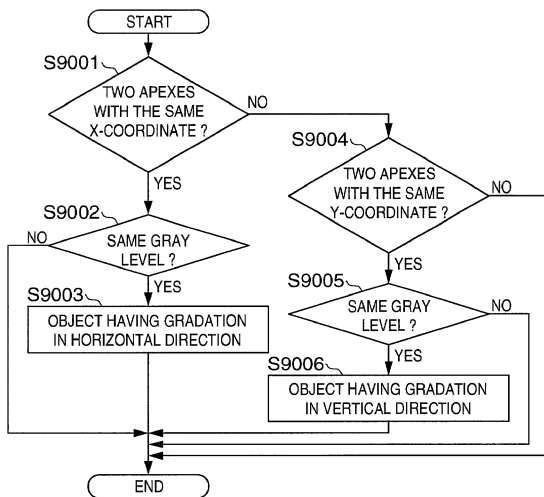 START
S9001
TWO APEXES
WITH THE SAME
X-COORDINATE ?
NO
YES
S9004
TWO APEXES
WITH THE SAME
Y-COORDINATE ?
NO
YES
S9002
NO
SAME GRAY
LEVEL ?
YES
S9003
OBJECT HAVING GRADATION
IN HORIZONTAL DIRECTION
S9005
SAME GRAY
LEVEL ?
NO
YES
S9006
OBJECT HAVING GRADATION
IN VERTICAL DIRECTION
END